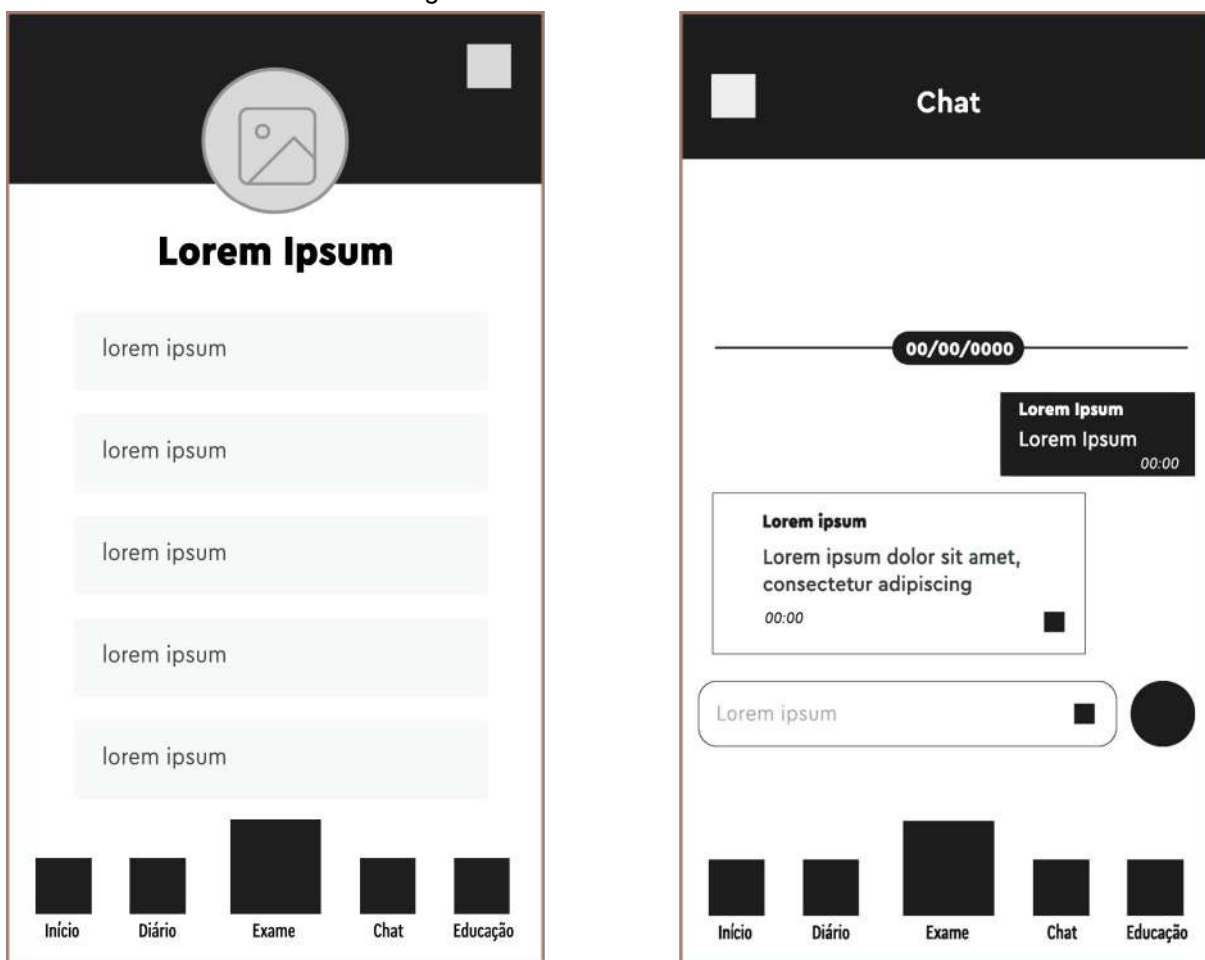 Lorem Ipsum
lorem ipsum
lorem ipsum
lorem ipsum
lorem ipsum
lorem ipsum
Início Diário Exame Chat Educação
Chat
00/00/0000
Lorem Ipsum
Lorem Ipsum
00:00
Lorem ipsum
Lorem ipsum dolor sit amet,
consectetur adipiscing
00:00
Lorem ipsum
Início Diário Exame Chat Educação